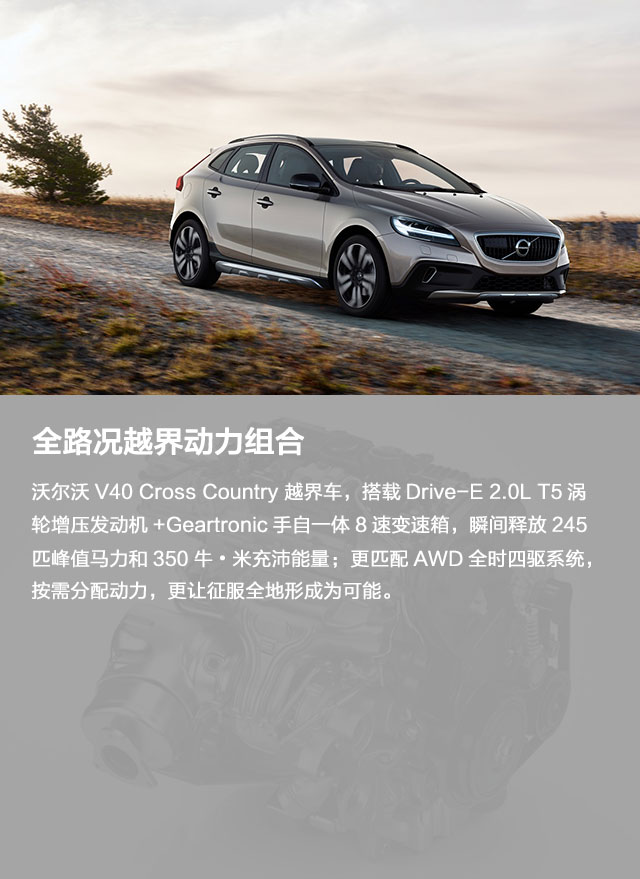 全路况越界动力组合
沃尔沃 V40 Cross Country 越界车，搭载 Drive-E 2.0L T5 涡
轮增压发动机 +Geartronic 手自一体 8 速变速箱，瞬间释放 245
匹峰值马力和 350 牛·米充沛能量；更匹配 AWD 全时四驱系统，
按需分配动力，更让征服全地形成为可能。